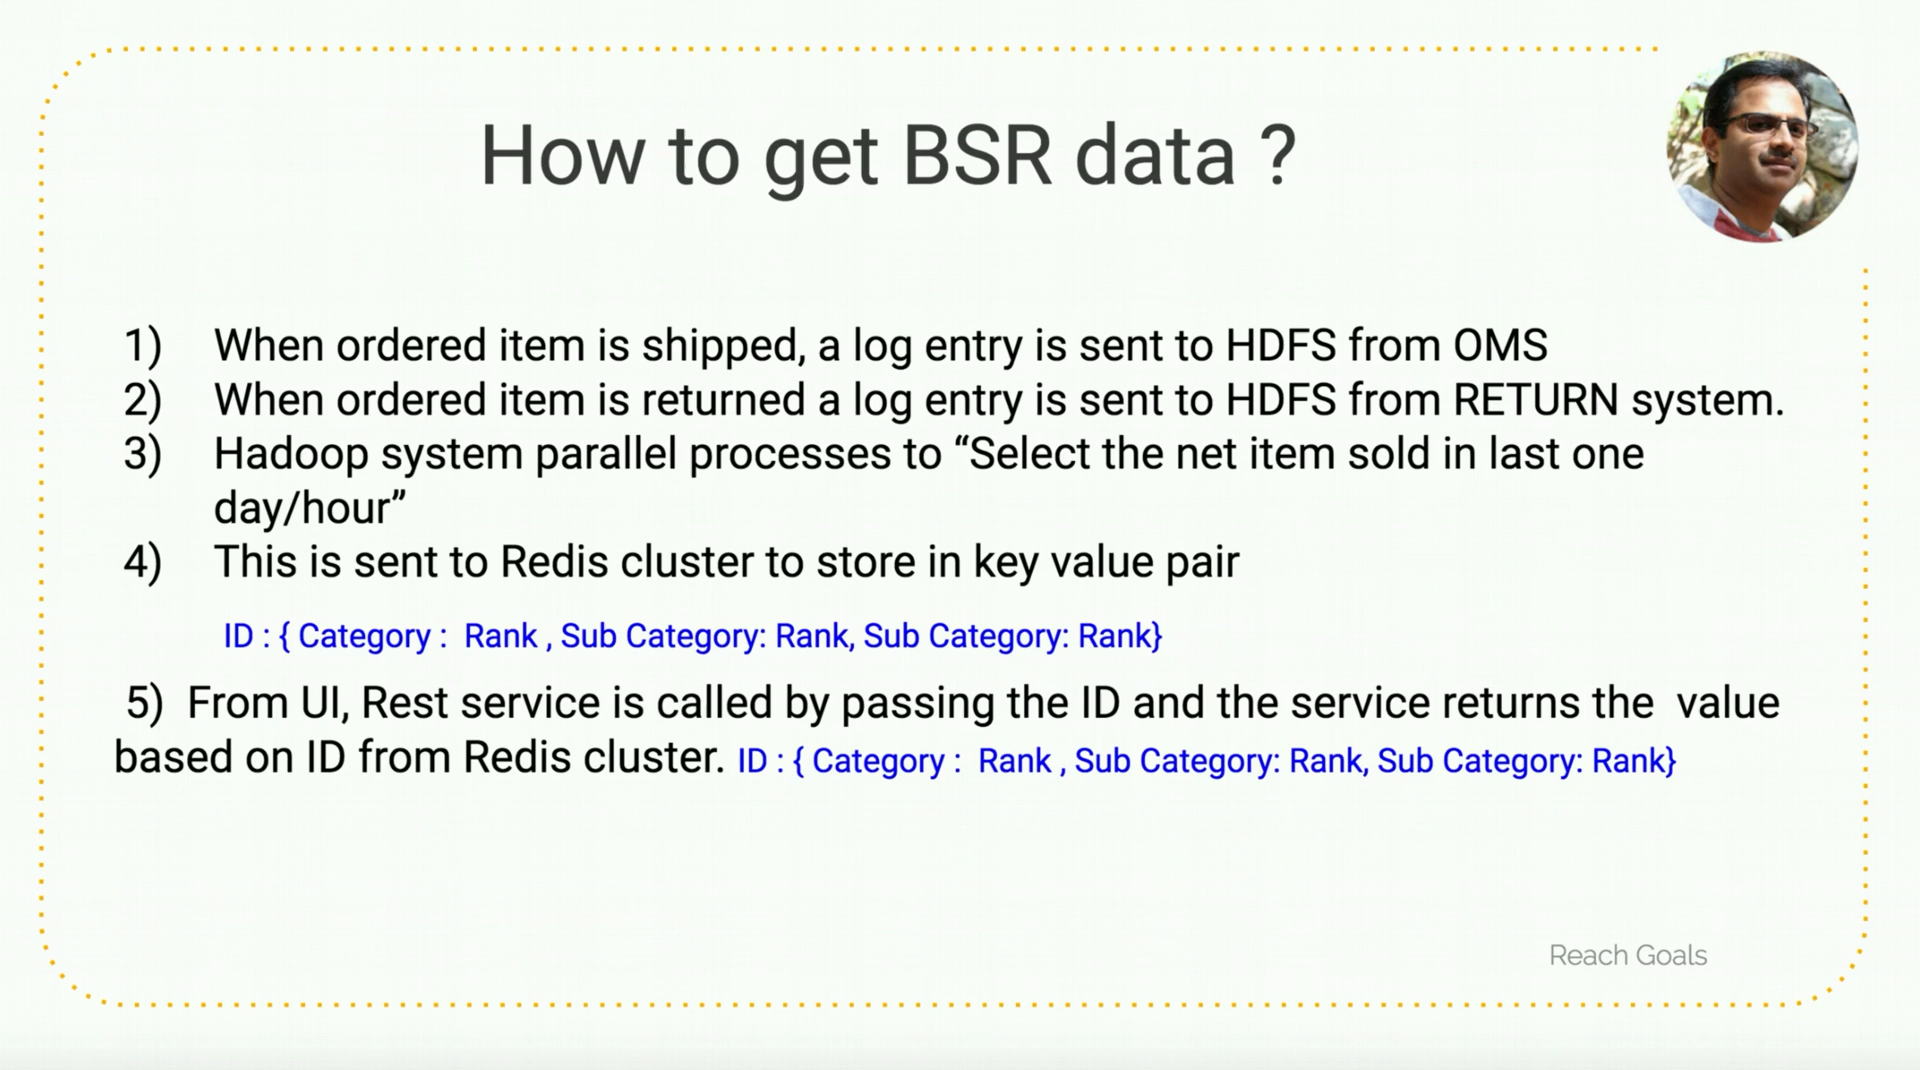 How to get BSR data ?
1) When ordered item is shipped, a log entry is sent to HDFS from OMS
2) When ordered item is returned a log entry is sent to HDFS from RETURN system.
3) Hadoop system parallel processes to “Select the net item sold in last one
day/hour”
4) This is sent to Redis cluster to store in key value pair
ID : { Category :  Rank , Sub Category: Rank, Sub Category: Rank}
5)  From UI, Rest service is called by passing the ID and the service returns the  value
based on ID from Redis cluster. ID : { Category :  Rank , Sub Category: Rank, Sub Category: Rank}
Reach Goals